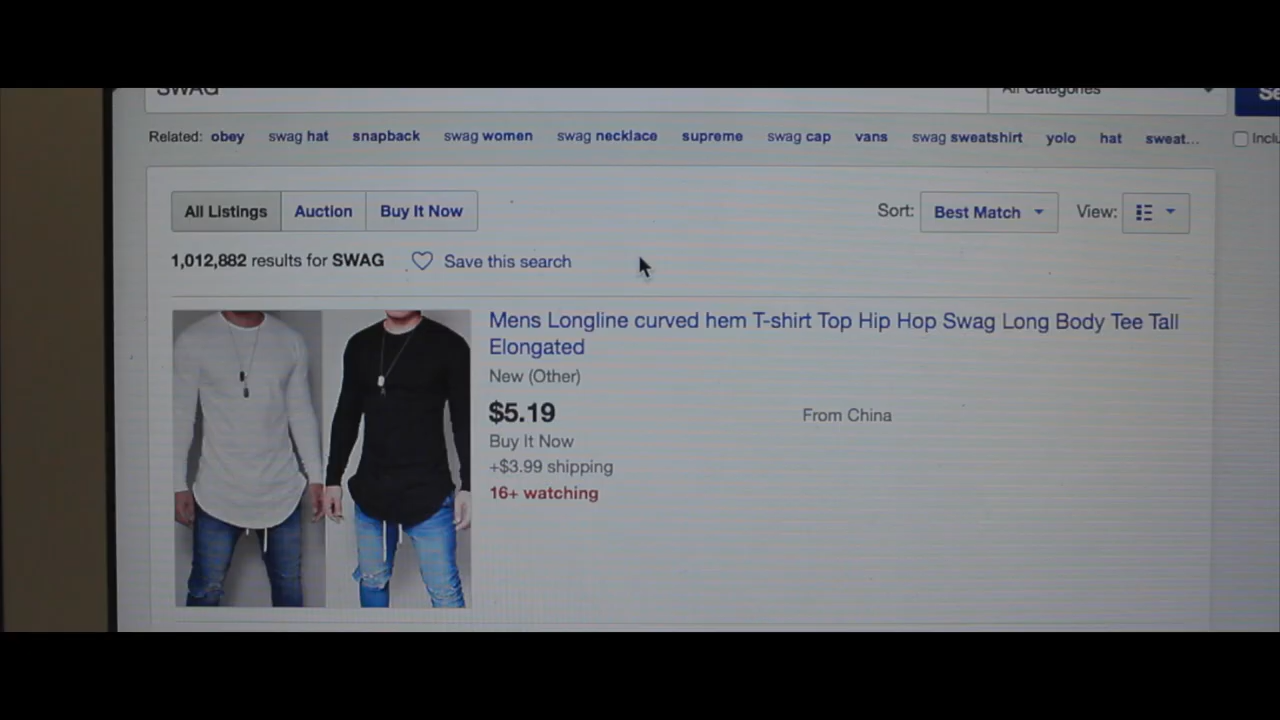 SWAG All Categories Se
Related: obey swag hat snapback swag women swag necklace supreme swag cap vans swag sweatshirt yolo hat sweat... Inclu
All Listings Auction Buy It Now Sort: Best Match View:
1,012,882 results for SWAG Save this search
Mens Longline curved hem T-shirt Top Hip Hop Swag Long Body Tee Tall
Elongated
New (Other)
$5.19 From China
Buy It Now
+$3.99 shipping
16+ watching